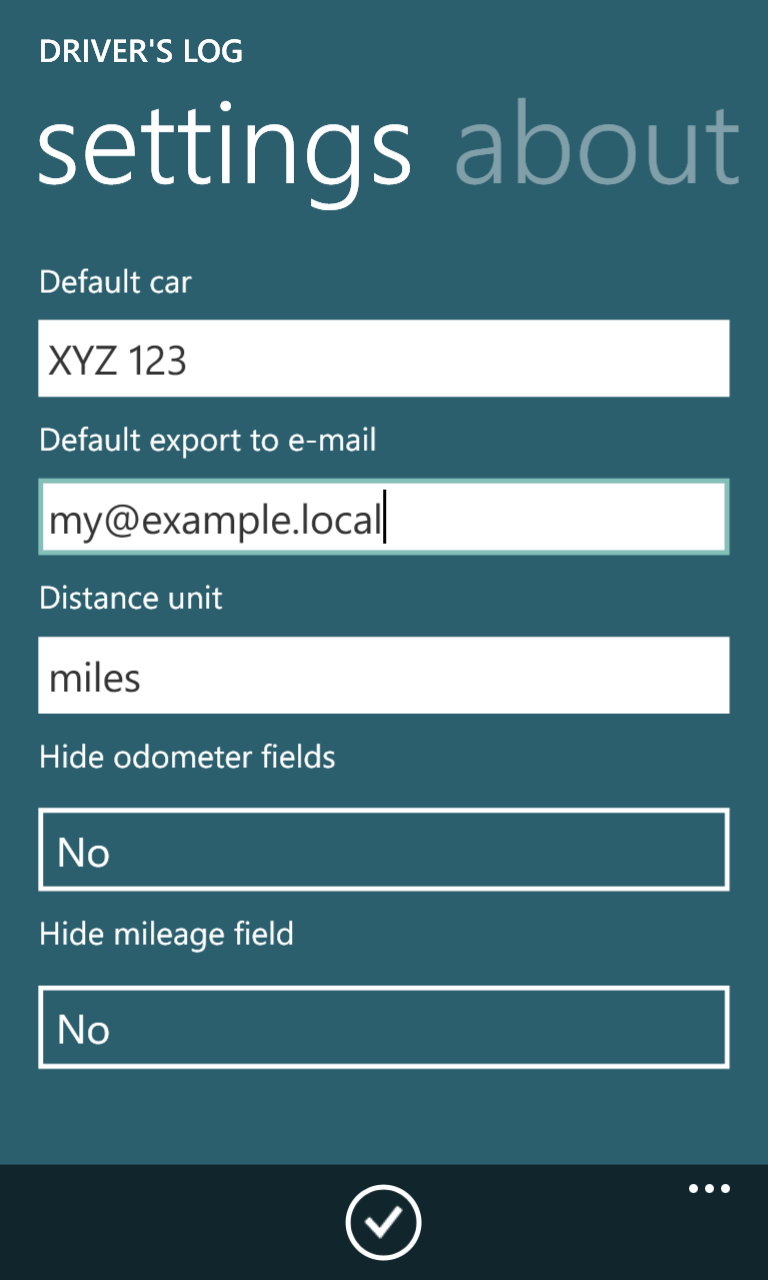 DRIVER'S LOG
settings about
Default car
XYZ 123
Default export to e-mail
my@example.local
Distance unit
miles
Hide odometer fields
No
Hide mileage field
No